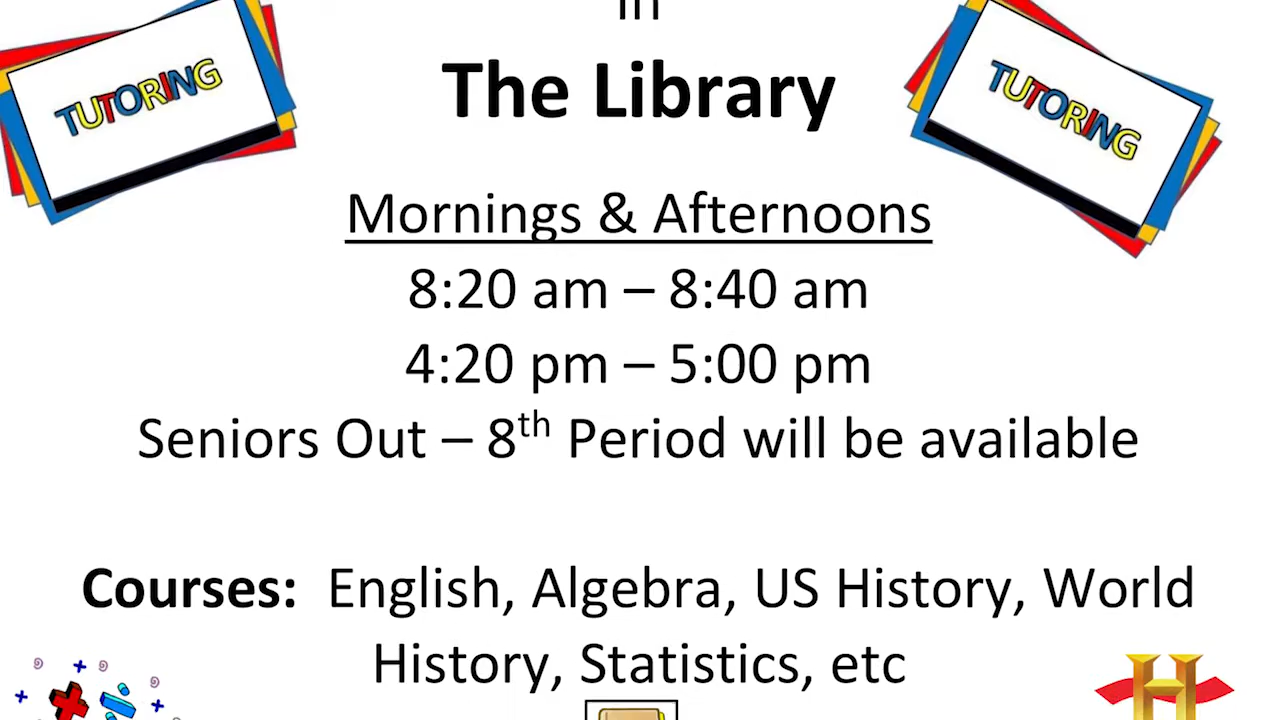 in
TUTORING
TUTORING
The Library
Mornings & Afternoons
8:20 am – 8:40 am
4:20 pm – 5:00 pm
Seniors Out – 8th Period will be available
Courses: English, Algebra, US History, World
History, Statistics, etc
H